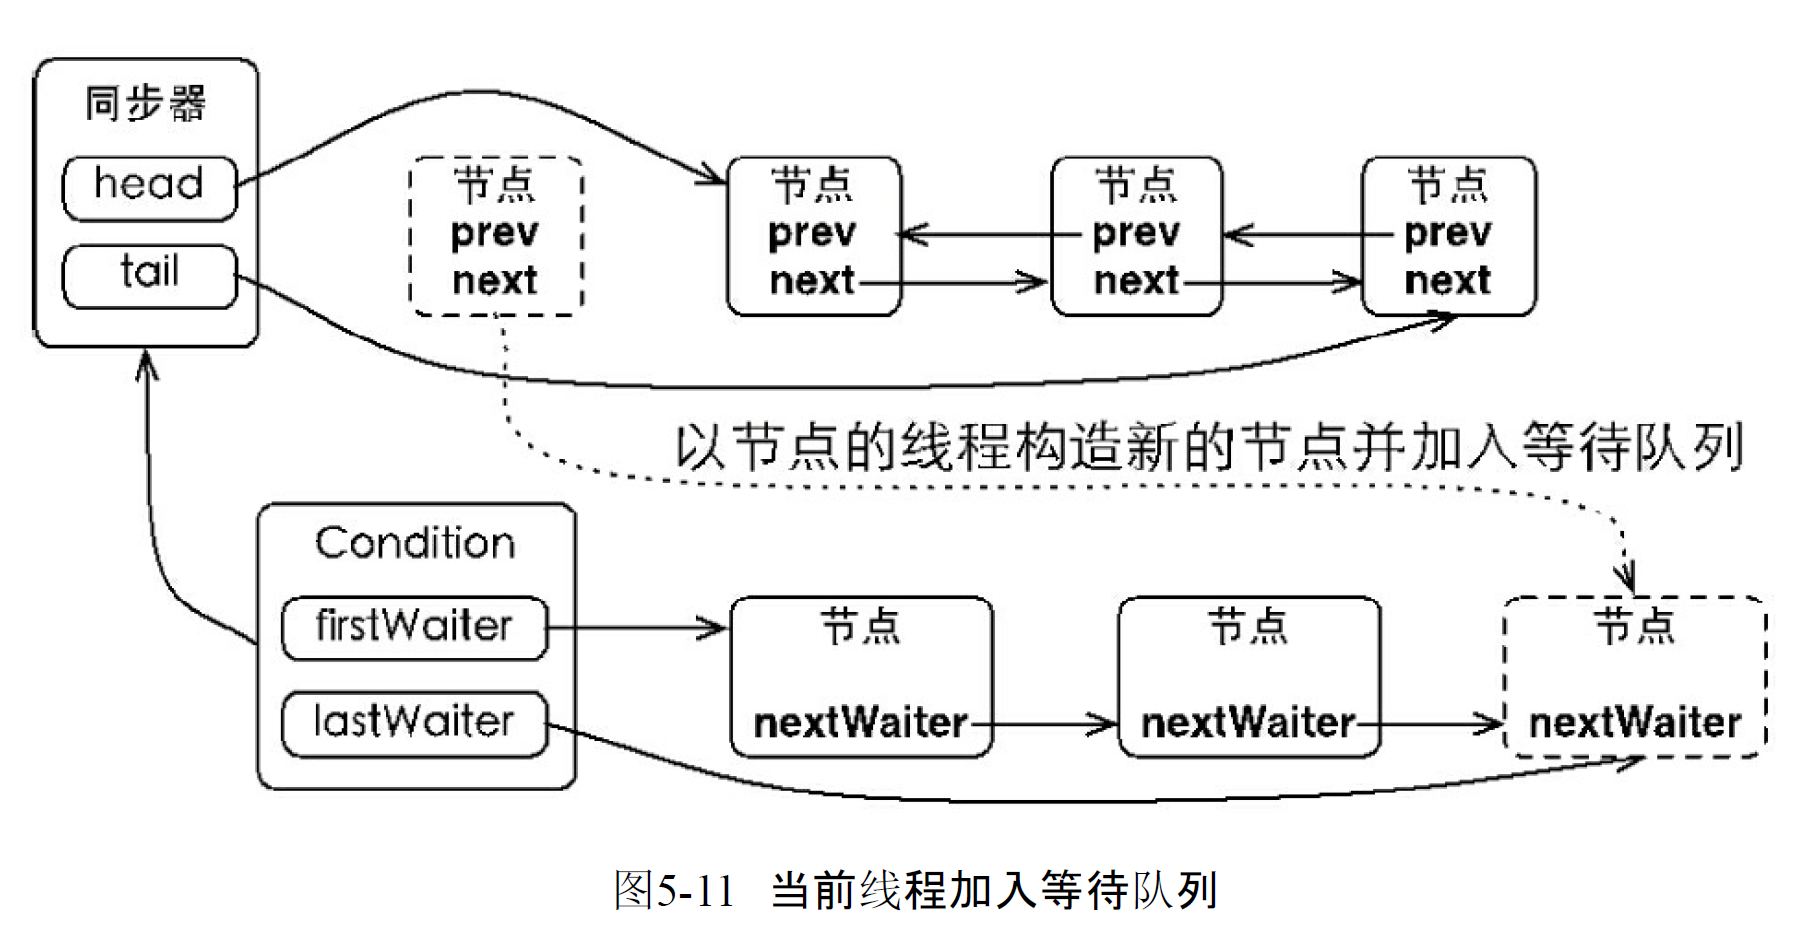 同步器
head
tail
节点
prev
next
节点
prev
next
节点
prev
next
节点
prev
next
以节点的线程构造新的节点并加入等待队列
Condition
firstWaiter
lastWaiter
节点
nextWaiter
节点
nextWaiter
节点
nextWaiter
图5-11 当前线程加入等待队列